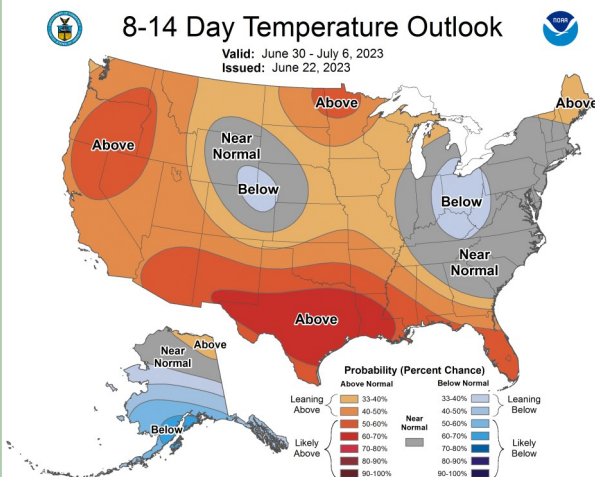 8-14 Day Temperature Outlook
NOAA
Valid: June 30 - July 6, 2023
Issued: June 22, 2023
Above
Above
Above
Near
Normal
Below
Below
Near
Normal
Above
Above
Near
Normal
Below
Probability (Percent Chance)
Above Normal
Below Normal
Leaning
Above
33-40%
40-50%
Likely
Above
50-60%
60-70%
70-80%
80-90%
90-100%
Near
Normal
33-40%
40-50%
Leaning
Below
50-60%
60-70%
70-80%
80-90%
90-100%
Likely
Below